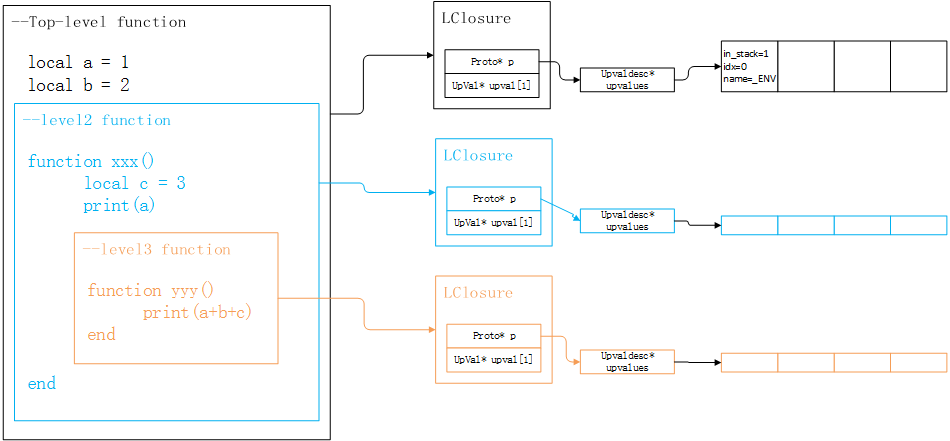 --Top-level function
local a = 1
local b = 2
--level2 function
function xxx()
local c = 3
print(a)
--level3 function
function yyy()
print(a+b+c)
end
end
LClosure
Proto* p
UpVal* upval[1]
Upvaldesc*
upvalues
in_stack=1
idx=0
name=_ENV
LClosure
Proto* p
UpVal* upval[1]
Upvaldesc*
upvalues
LClosure
Proto* p
UpVal* upval[1]
Upvaldesc*
upvalues